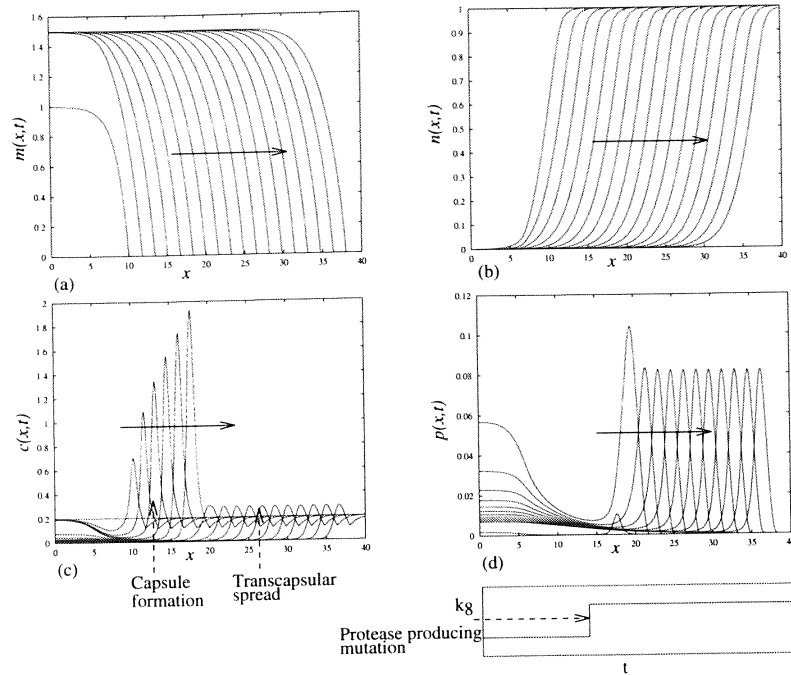 1.6
1.4
1.2
1
0.8
0.6
0.4
0.2
0
m(x,t)
0 5 10 15 20 25 30 35 40
x
(a)
1
0.9
0.8
0.7
0.6
0.5
0.4
0.3
0.2
0.1
0
n(x,t)
0 5 10 15 20 25 30 35 40
x
(b)
2
1.8
1.6
1.4
1.2
1
0.8
0.6
0.4
0.2
0
c(x,t)
0 5 10 15 20 25 30 35 40
x
(c)
Capsule
formation
Transcapsular
spread
0.12
0.1
0.08
0.06
0.04
0.02
0
p(x,t)
0 5 10 15 20 25 30 35 40
x
(d)
k8
Protease producing
mutation
t